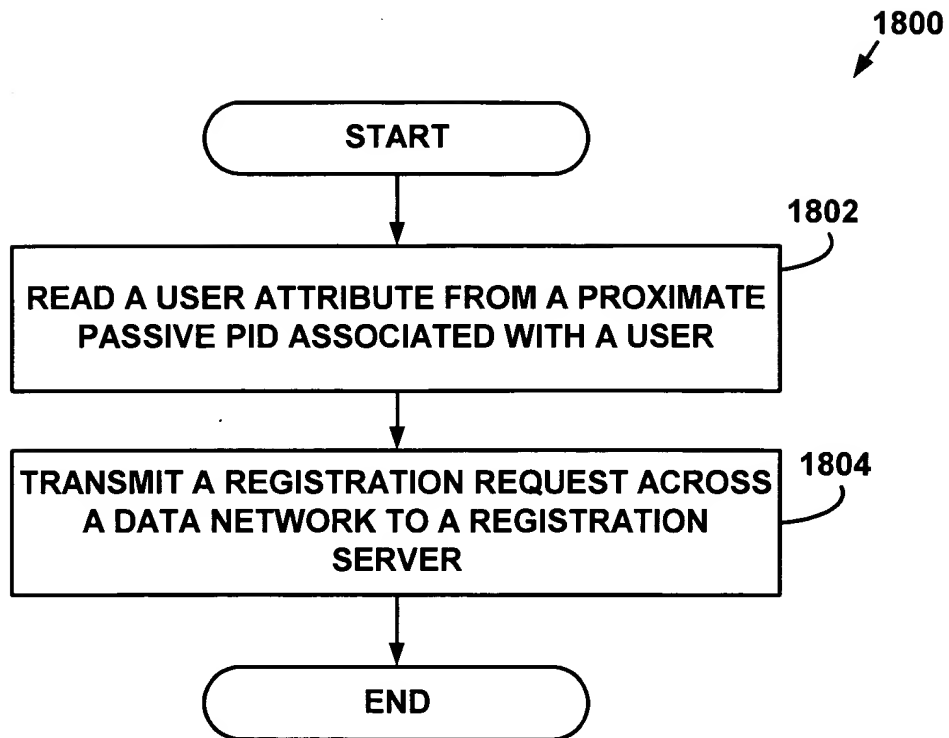 1800
START
1802
READ A USER ATTRIBUTE FROM A PROXIMATE
PASSIVE PID ASSOCIATED WITH A USER
1804
TRANSMIT A REGISTRATION REQUEST ACROSS
A DATA NETWORK TO A REGISTRATION
SERVER
END